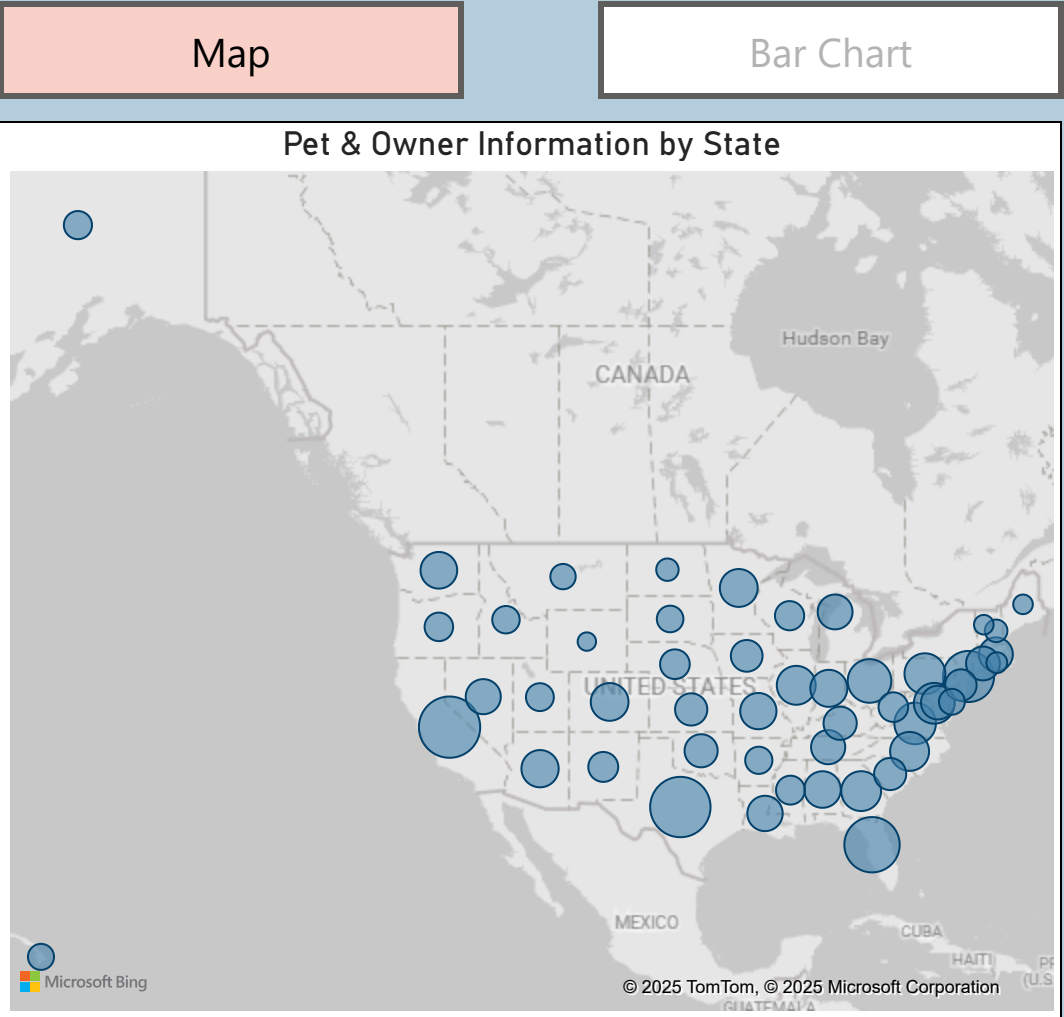 Map
Bar Chart
Pet & Owner Information by State
Hudson Bay
CANADA
UNITED STATES
MEXICO
CUBA
HAITI
(U.S
Microsoft Bing
© 2025 TomTom, © 2025 Microsoft Corporation
GUATEMALA